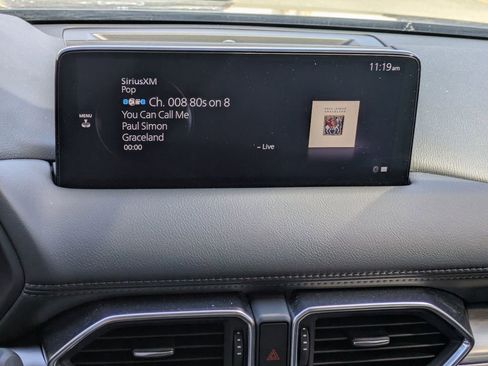 11:19am
SiriusXM
Pop
Ch. 008 80s on 8
MENU
You Can Call Me
Paul Simon
Graceland
00:00
– Live